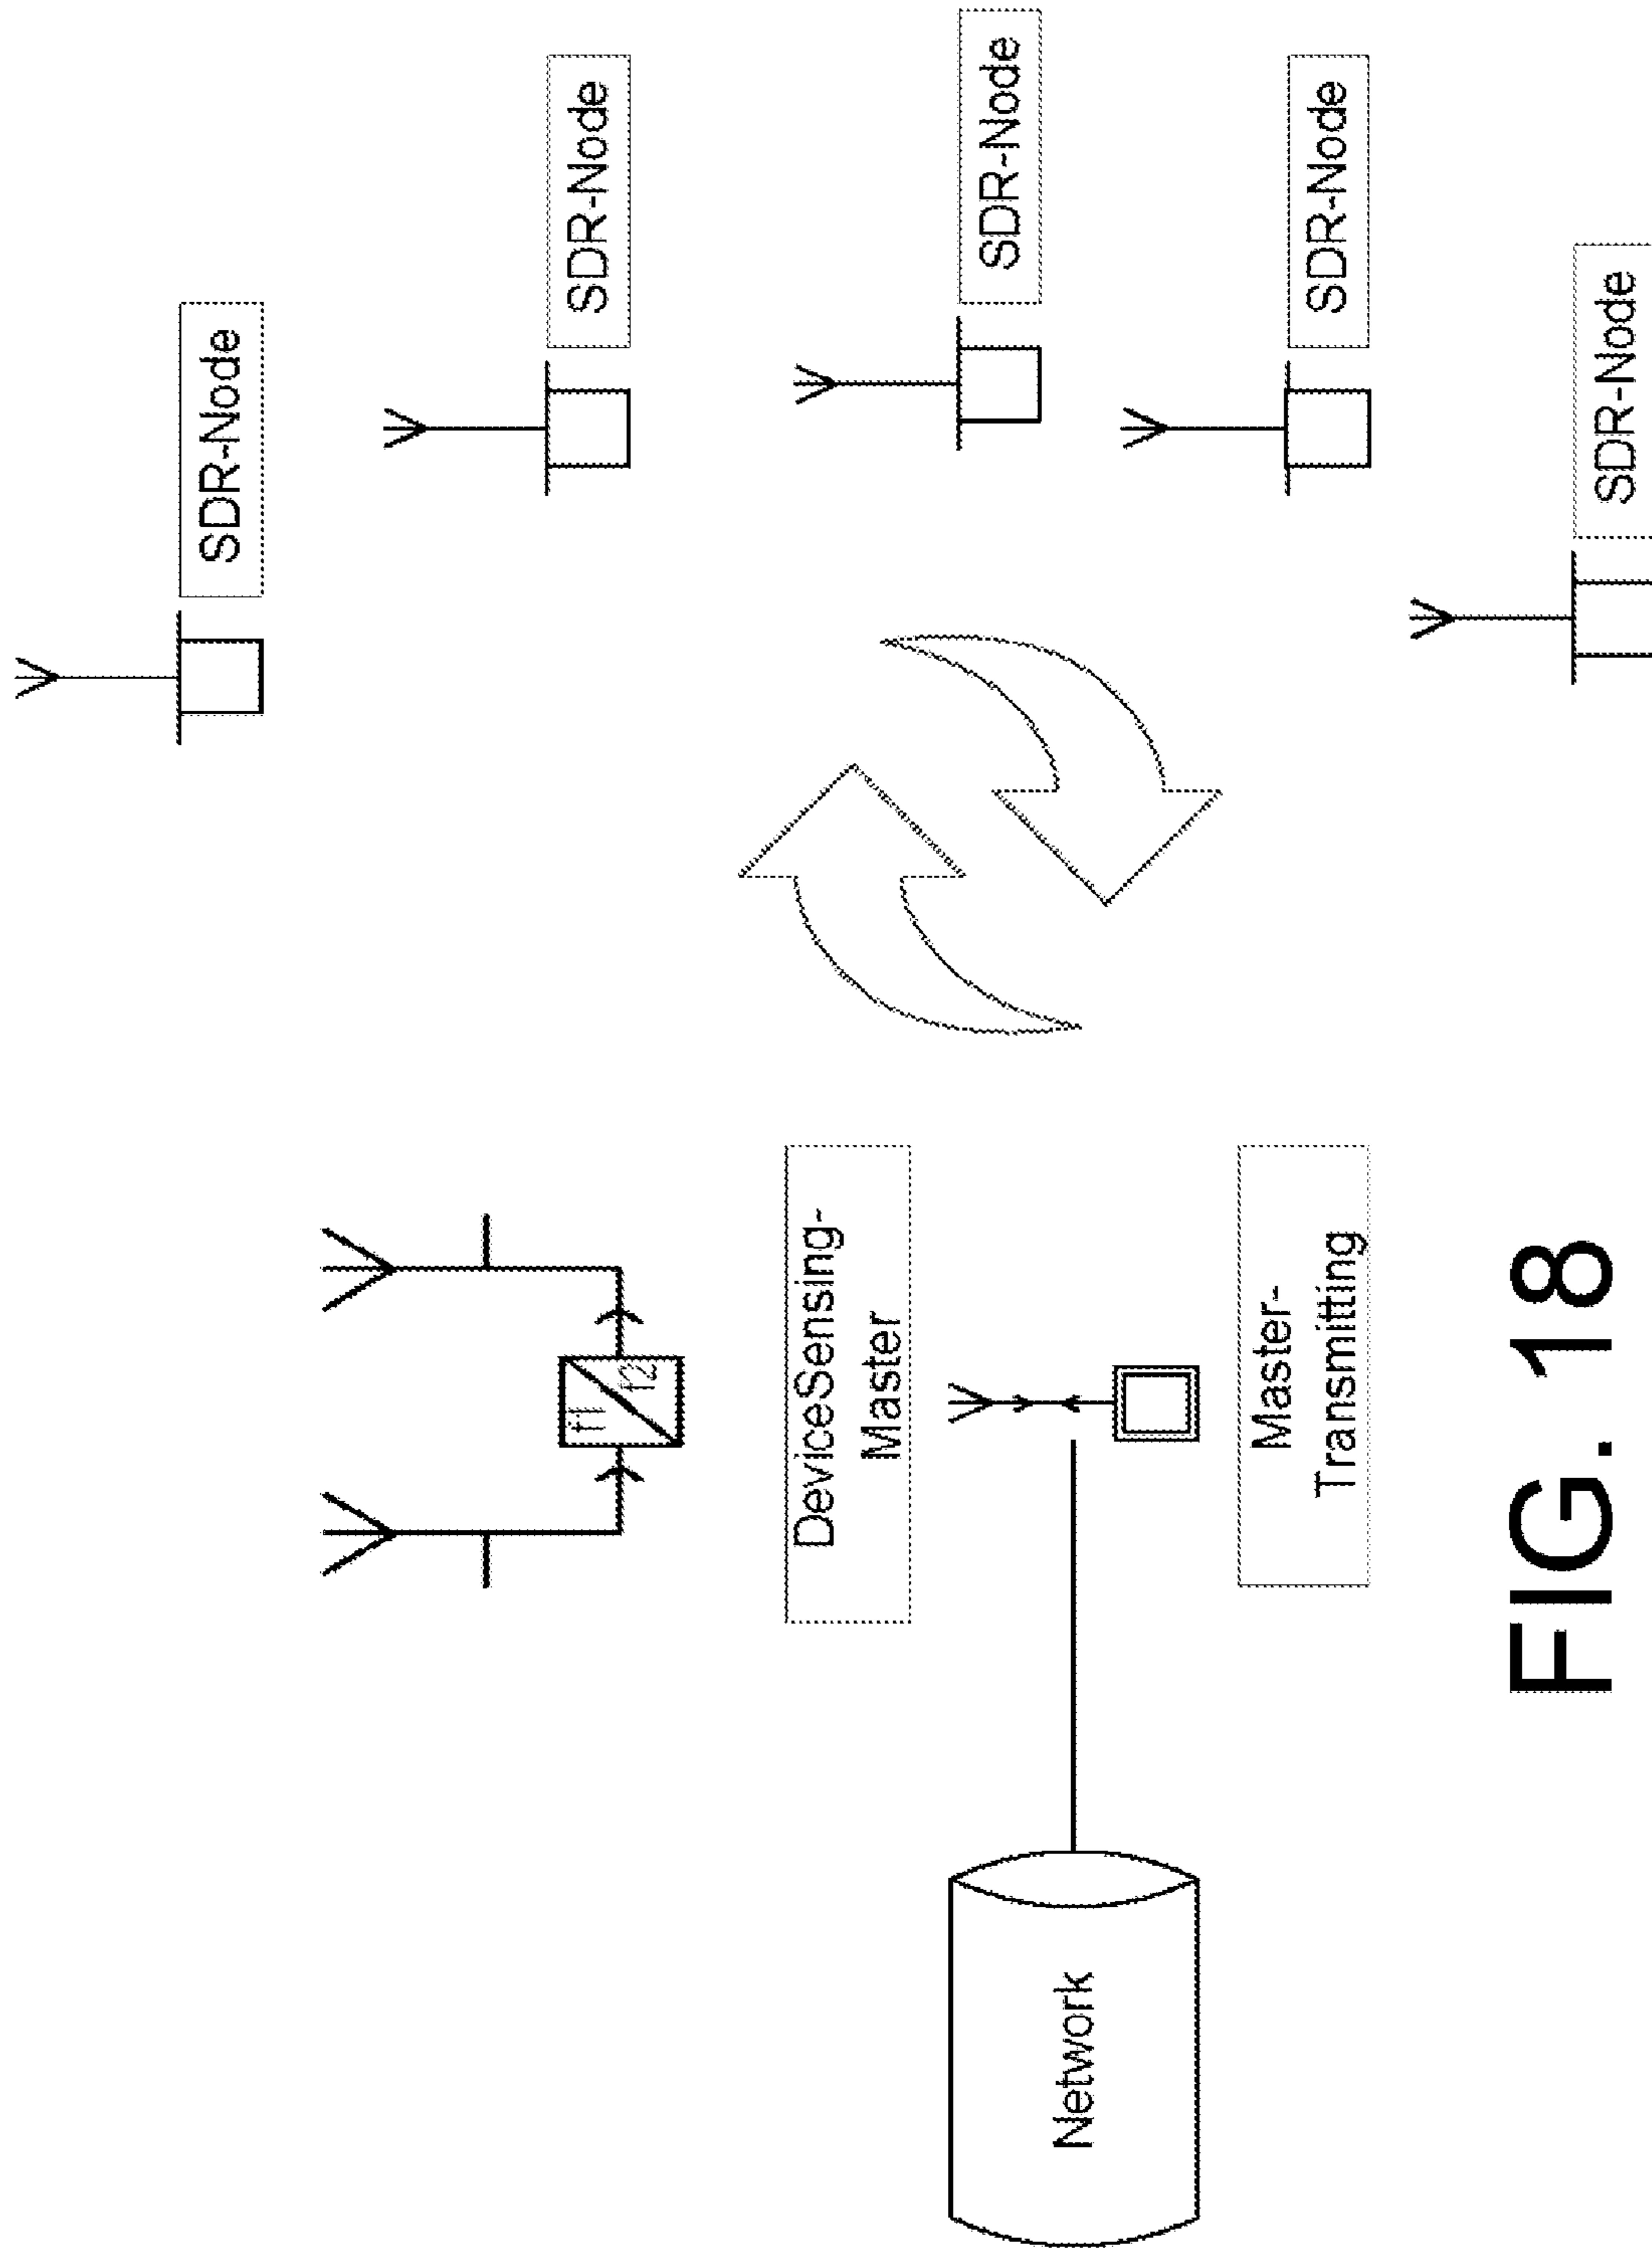 SDR-Node
SDR-Node
SDR-Node
SDR-Node
SDR-Node
f1
f2
DeviceSensing-
Master
Master-
Transmitting
Network
FIG. 18